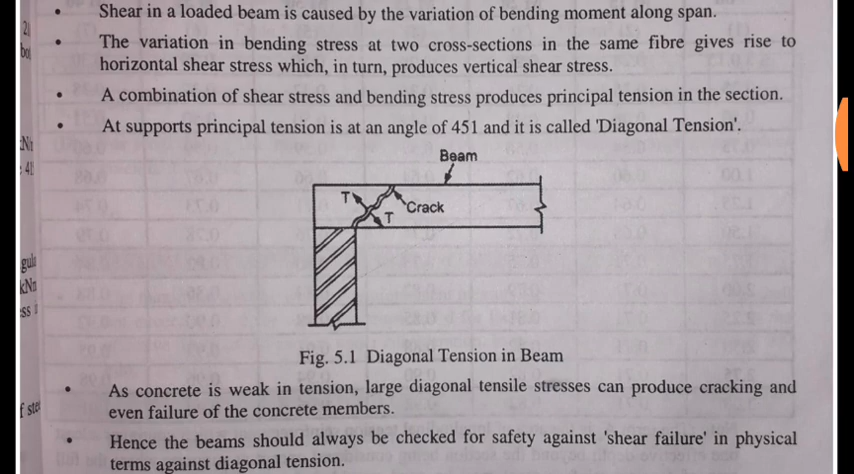 • Shear in a loaded beam is caused by the variation of bending moment along span.
• The variation in bending stress at two cross-sections in the same fibre gives rise to
horizontal shear stress which, in turn, produces vertical shear stress.
• A combination of shear stress and bending stress produces principal tension in the section.
• At supports principal tension is at an angle of 451 and it is called 'Diagonal Tension'.
Beam
T
Crack
T
Fig. 5.1 Diagonal Tension in Beam
• As concrete is weak in tension, large diagonal tensile stresses can produce cracking and
even failure of the concrete members.
• Hence the beams should always be checked for safety against 'shear failure' in physical
terms against diagonal tension.